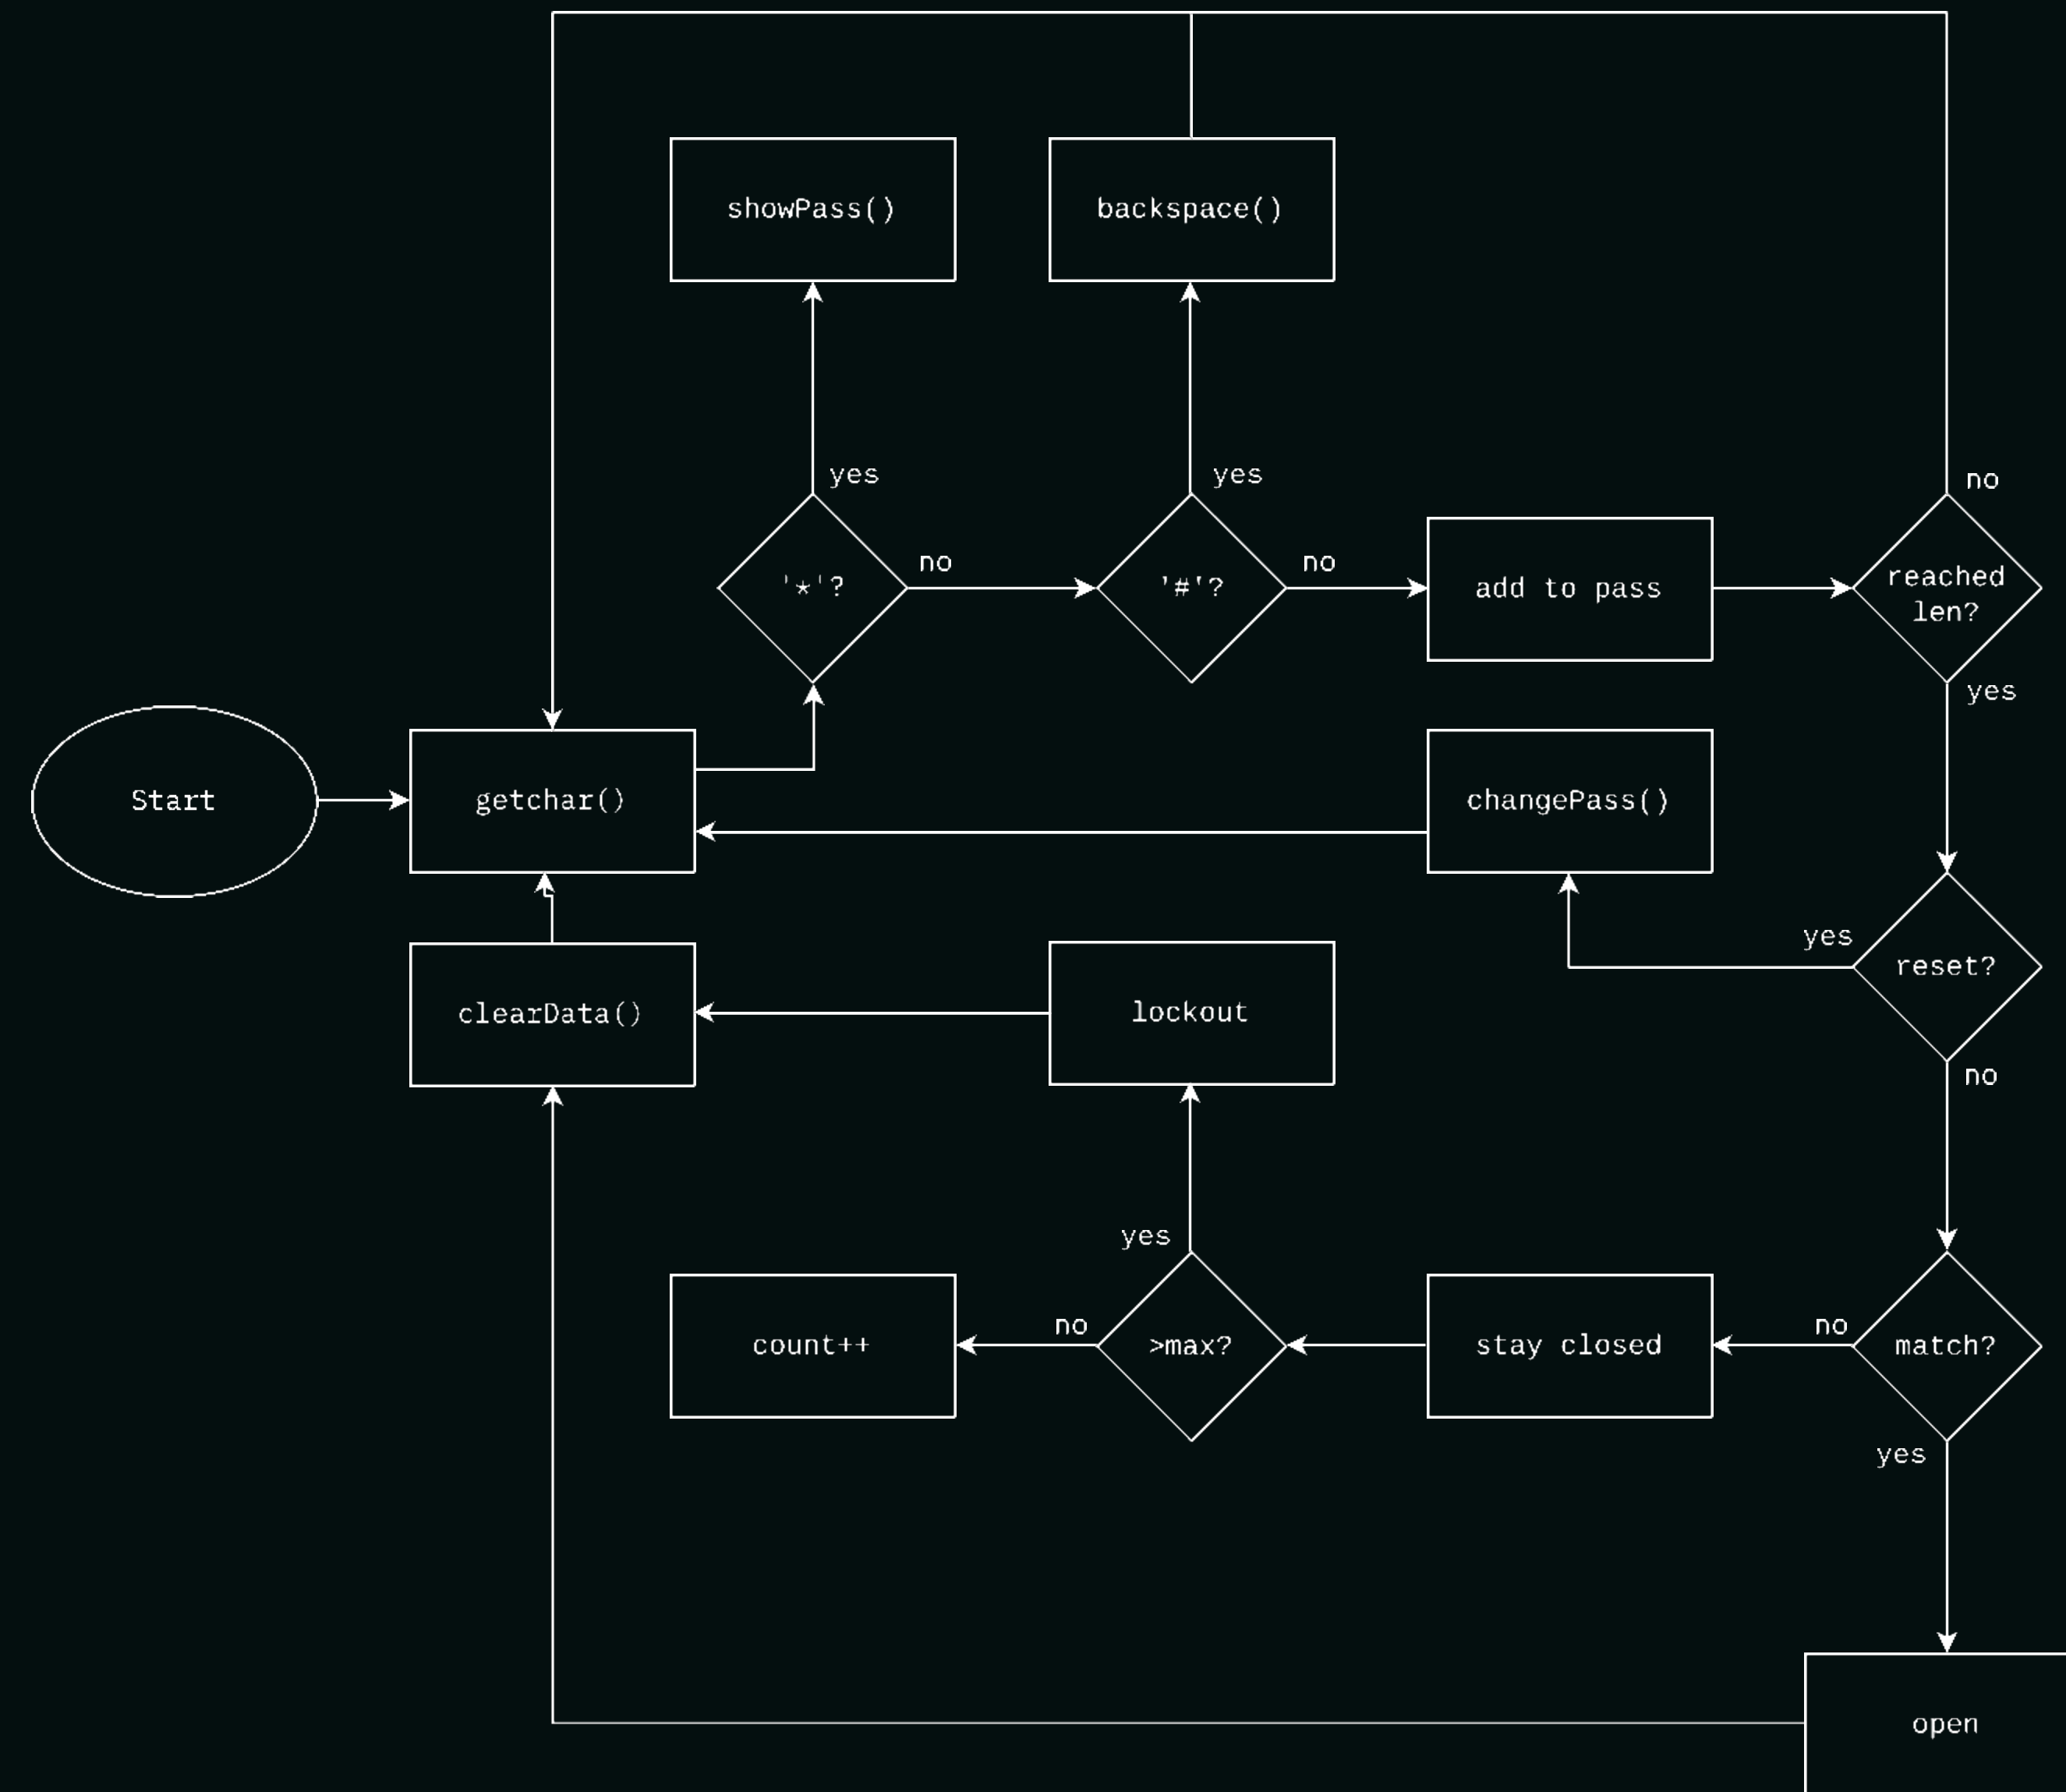 showPass()
backspace()
yes
yes
no
no
no
'*'?
'#'?
add to pass
reached
len?
yes
Start
getchar()
changePass()
yes
reset?
clearData()
lockout
no
yes
no
no
count++
>max?
stay closed
match?
yes
open